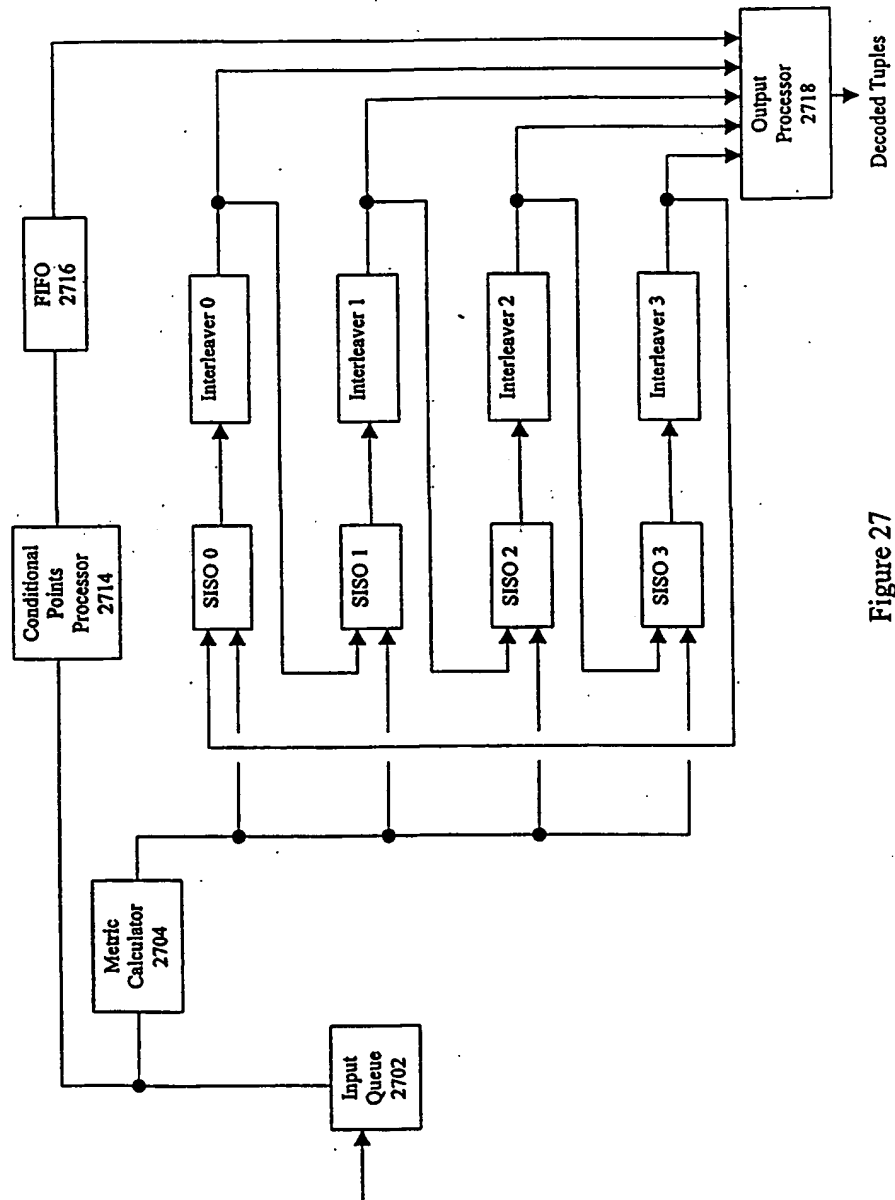 Input
Queue
2702
Metric
Calculator
2704
Conditional
Points
Processor
2714
FIFO
2716
SISO 0
Interleaver 0
SISO 1
Interleaver 1
SISO 2
Interleaver 2
SISO 3
Interleaver 3
Output
Processor
2718
Decoded Tuples
Figure 27